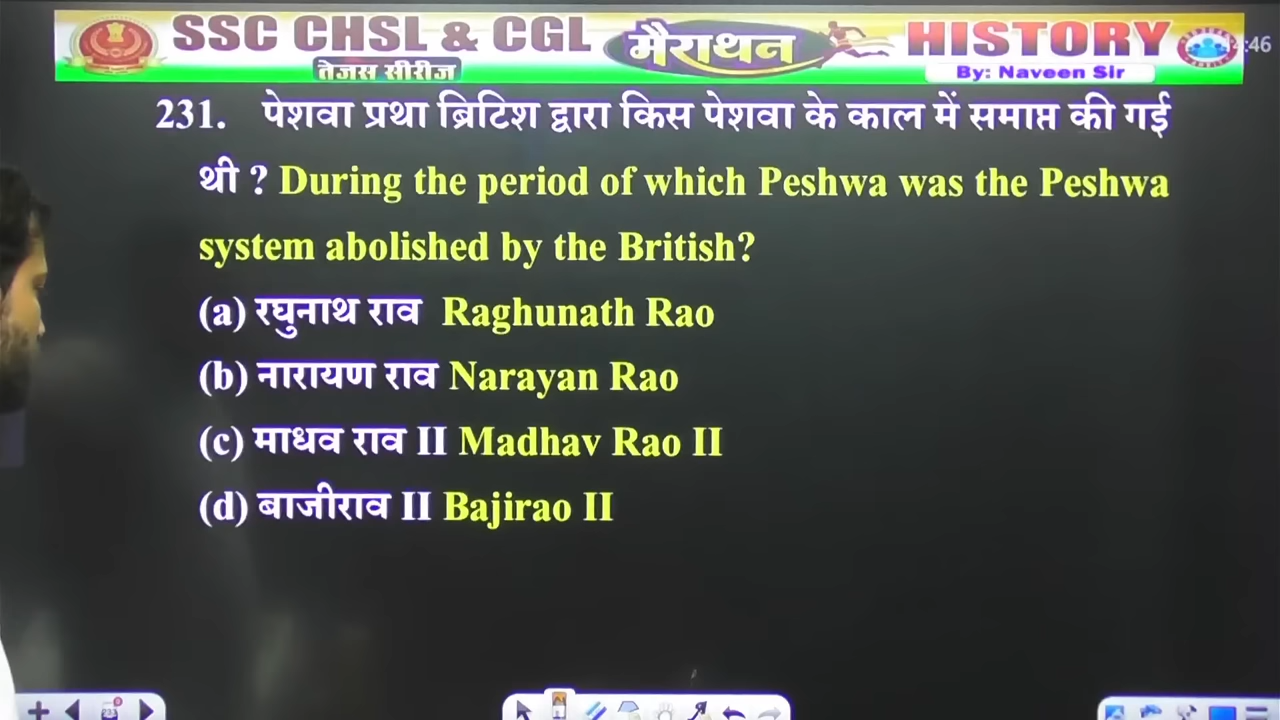 SSC CHSL & CGL
तेजस सीरीज
मैराथन
HISTORY
By: Naveen Sir
:46
231. पेशवा प्रथा ब्रिटिश द्वारा किस पेशवा के काल में समाप्त की गई
थी ? During the period of which Peshwa was the Peshwa
system abolished by the British?
(a) रघुनाथ राव Raghunath Rao
(b) नारायण राव Narayan Rao
(c) माधव राव II Madhav Rao II
(d) बाजीराव II Bajirao II